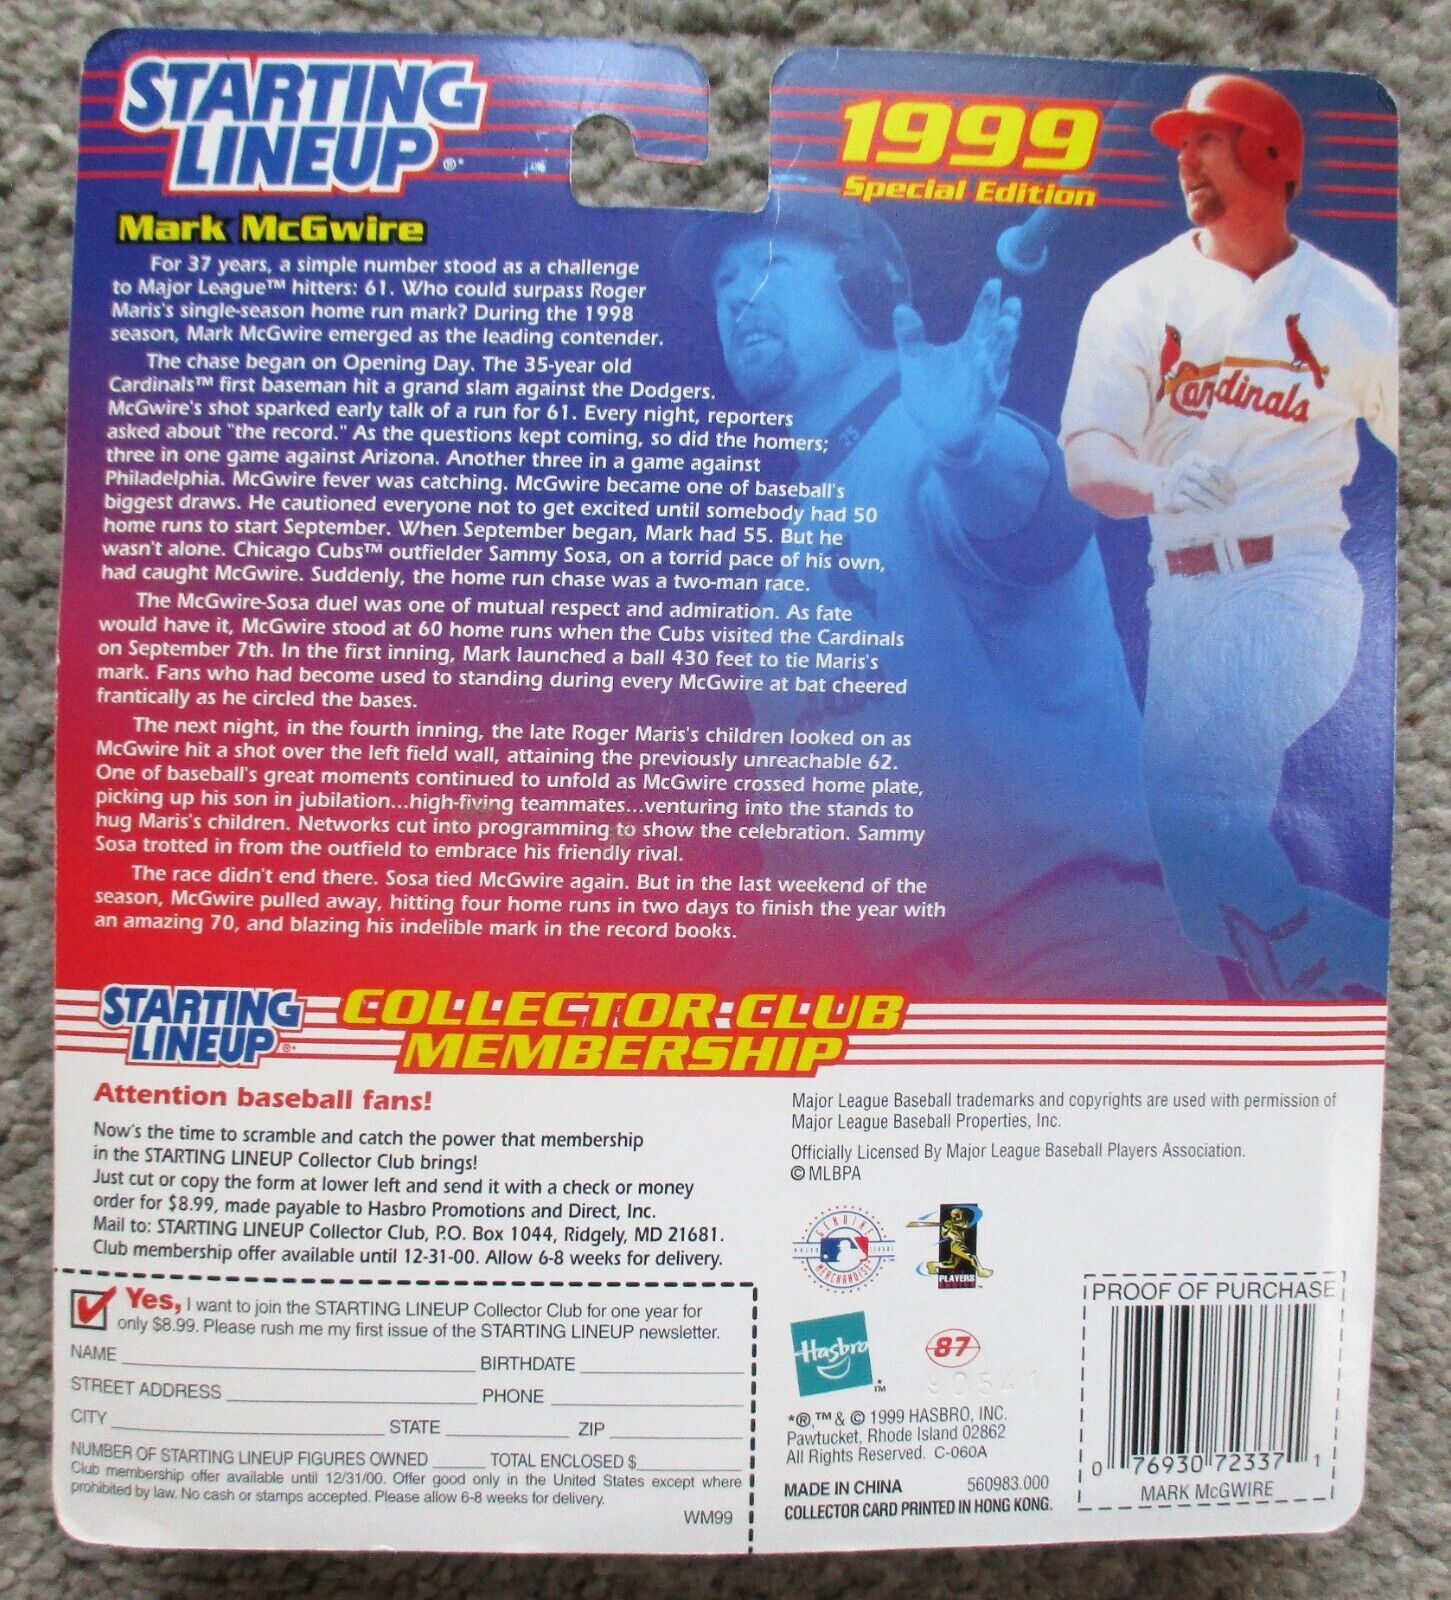 STARTING
LINEUP®*
1999
Special Edition
Mark McGwire
For 37 years, a simple number stood as a challenge
to Major League™ hitters: 61. Who could surpass Roger
Maris's single-season home run mark? During the 1998
season, Mark McGwire emerged as the leading contender.
The chase began on Opening Day. The 35-year old
Cardinals™ first baseman hit a grand slam against the Dodgers.
McGwire's shot sparked early talk of a run for 61. Every night, reporters
asked about "the record." As the questions kept coming, so did the homers;
three in one game against Arizona. Another three in a game against
Philadelphia. McGwire fever was catching. McGwire became one of baseball's
biggest draws. He cautioned everyone not to get excited until somebody had 50
home runs to start September. When September began, Mark had 55. But he
wasn't alone. Chicago Cubs™ outfielder Sammy Sosa, on a torrid pace of his own,
had caught McGwire. Suddenly, the home run chase was a two-man race.
The McGwire-Sosa duel was one of mutual respect and admiration. As fate
would have it, McGwire stood at 60 home runs when the Cubs visited the Cardinals
on September 7th. In the first inning, Mark launched a ball 430 feet to tie Maris's
mark. Fans who had become used to standing during every McGwire at bat cheered
frantically as he circled the bases.
The next night, in the fourth inning, the late Roger Maris's children looked on as
McGwire hit a shot over the left field wall, attaining the previously unreachable 62.
One of baseball's great moments continued to unfold as McGwire crossed home plate,
picking up his son in jubilation...high-fixing teammates...venturing into the stands to
hug Maris's children. Networks cut into programming to show the celebration. Sammy
Sosa trotted in from the outfield to embrace his friendly rival.
The race didn't end there. Sosa tied McGwire again. But in the last weekend of the
season, McGwire pulled away, hitting four home runs in two days to finish the year with
an amazing 70, and blazing his indelible mark in the record books.
Cardinals
25
STARTING
LINEUP®*
COLLECTOR CLUB
MEMBERSHIP
Attention baseball fans!
Now's the time to scramble and catch the power that membership
in the STARTING LINEUP Collector Club brings!
Just cut or copy the form at lower left and send it with a check or money
order for $8.99, made payable to Hasbro Promotions and Direct, Inc.
Mail to: STARTING LINEUP Collector Club, P.O. Box 1044, Ridgely, MD 21681.
Club membership offer available until 12-31-00. Allow 6-8 weeks for delivery.
Yes, I want to join the STARTING LINEUP Collector Club for one year for
only $8.99. Please rush me my first issue of the STARTING LINEUP newsletter.
NAME BIRTHDATE
STREET ADDRESS PHONE
CITY STATE ZIP
NUMBER OF STARTING LINEUP FIGURES OWNED TOTAL ENCLOSED $
Club membership offer available until 12/31/00. Offer good only in the United States except where
prohibited by law. No cash or stamps accepted. Please allow 6-8 weeks for delivery.
WM99
Major League Baseball trademarks and copyrights are used with permission of
Major League Baseball Properties, Inc.
Officially Licensed By Major League Baseball Players Association.
© MLBPA
GENUINE
MAJOR LEAGUE
MERCHANDISE
PLAYERS
CHOICE
Hasbro™
87
90541
*®,™ & © 1999 HASBRO, INC.
Pawtucket, Rhode Island 02862
All Rights Reserved. C-060A
MADE IN CHINA 560983.000
COLLECTOR CARD PRINTED IN HONG KONG.
PROOF OF PURCHASE
0 76930 72337 1
MARK McGWIRE